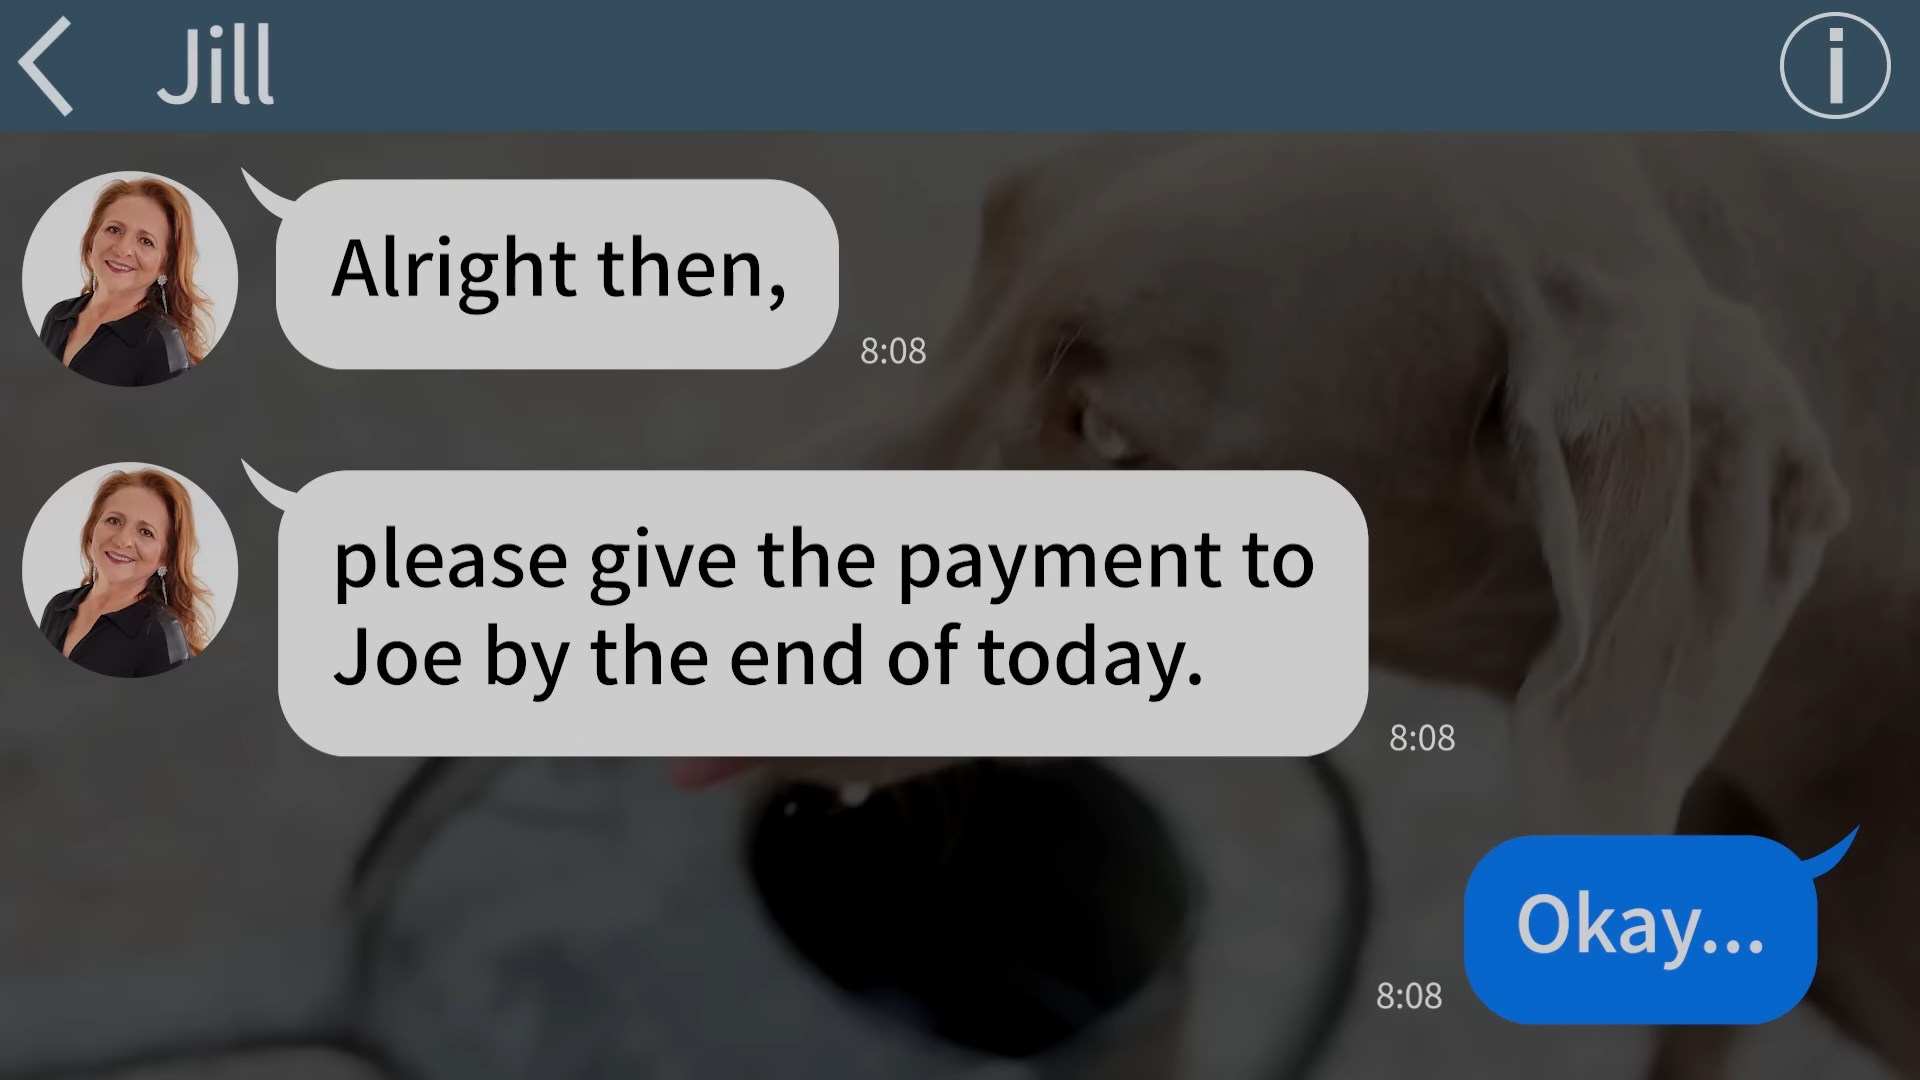 Jill
i
Alright then,
8:08
please give the payment to
Joe by the end of today.
8:08
Okay...
8:08